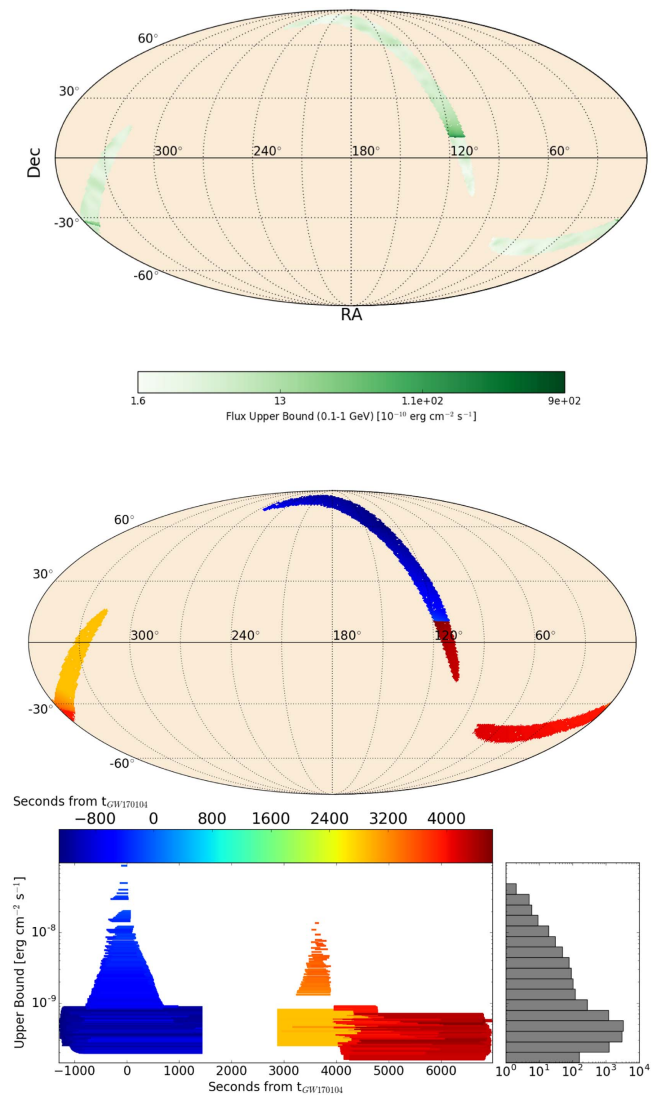 60°
30°
Dec
300°
240°
180°
120°
60°
-30°
-60°
RA
1.6
13
1.1e+02
9e+02
Flux Upper Bound (0.1-1 GeV) [10⁻¹⁰ erg cm⁻² s⁻¹]
60°
30°
300°
240°
180°
120°
60°
-30°
-60°
Seconds from t_GW170104
−800 0 800 1600 2400 3200 4000
Upper Bound [erg cm⁻² s⁻¹]
10⁻⁸
10⁻⁹
−1000 0 1000 2000 3000 4000 5000 6000
Seconds from t_GW170104
10⁰ 10¹ 10² 10³ 10⁴